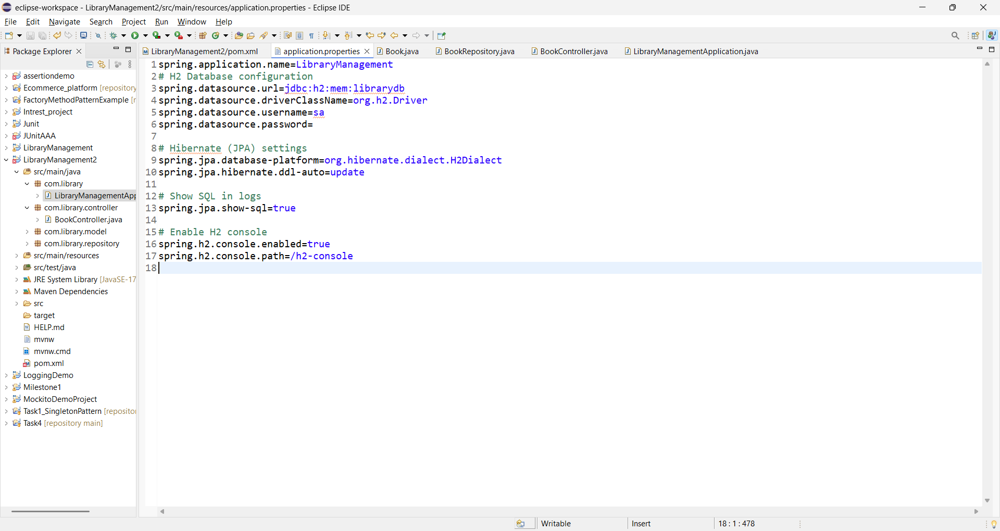 eclipse-workspace - LibraryManagement2/src/main/resources/application.properties - Eclipse IDE
File Edit Navigate Search Project Run Window Help
Package Explorer
LibraryManagement2/pom.xml application.properties Book.java BookRepository.java BookController.java LibraryManagementApplication.java
assertiondemo
Ecommerce_platform [repository
FactoryMethodPatternExample [r
Intrest_project
Junit
JUnitAAA
LibraryManagement
LibraryManagement2
src/main/java
com.library
LibraryManagementApp
com.library.controller
BookController.java
com.library.model
com.library.repository
src/main/resources
src/test/java
JRE System Library [JavaSE-17
Maven Dependencies
src
target
HELP.md
mvnw
mvnw.cmd
pom.xml
LoggingDemo
Milestone1
MockitoDemoProject
Task1_SingletonPattern [repositor
Task4 [repository main]
1 spring.application.name=LibraryManagement
2 # H2 Database configuration
3 spring.datasource.url=jdbc:h2:mem:librarydb
4 spring.datasource.driverClassName=org.h2.Driver
5 spring.datasource.username=sa
6 spring.datasource.password=
7
8 # Hibernate (JPA) settings
9 spring.jpa.database-platform=org.hibernate.dialect.H2Dialect
10 spring.jpa.hibernate.ddl-auto=update
11
12 # Show SQL in logs
13 spring.jpa.show-sql=true
14
15 # Enable H2 console
16 spring.h2.console.enabled=true
17 spring.h2.console.path=/h2-console
18
Writable Insert 18 : 1 : 478